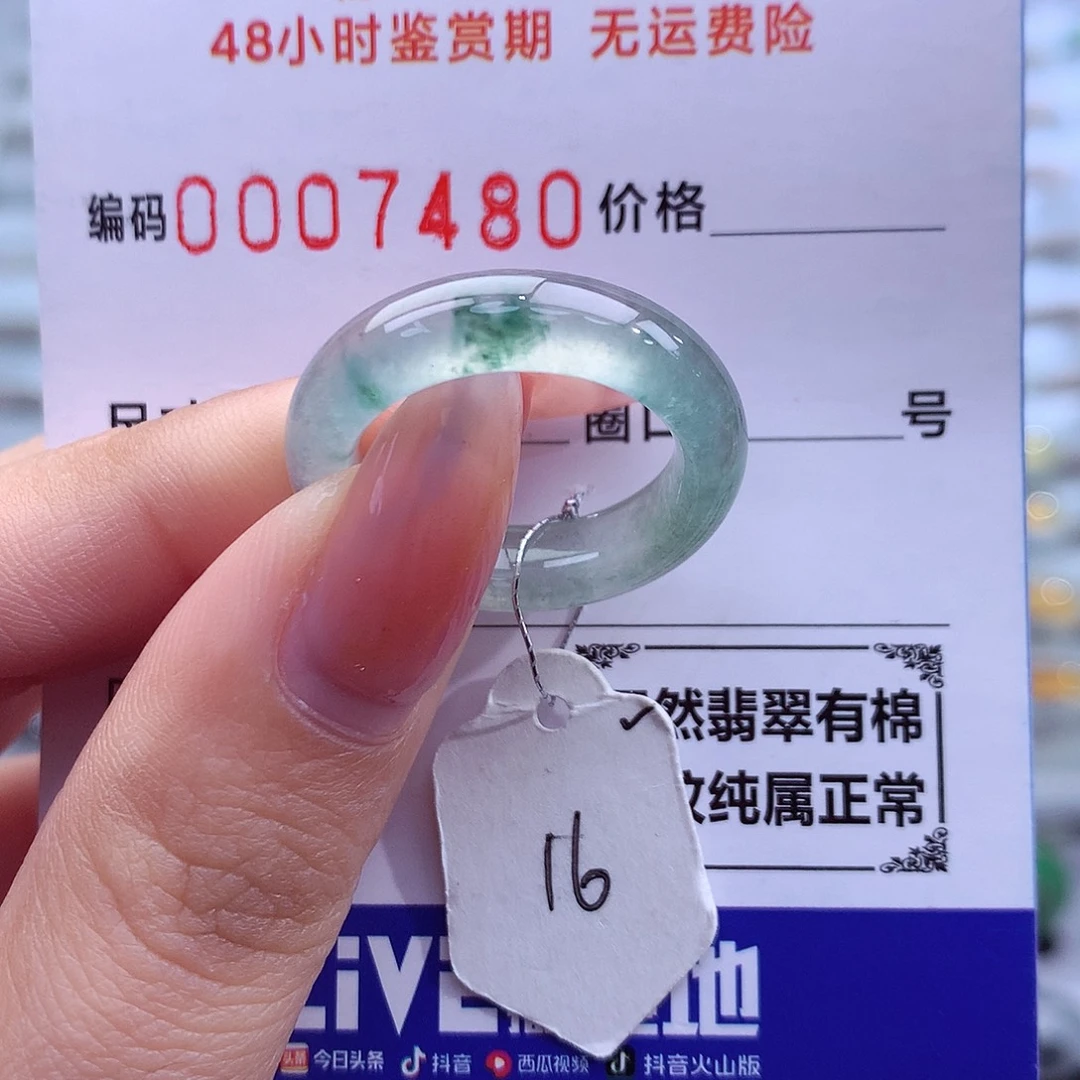 48小时鉴赏期 无运费险
编码 0007480 价格
圈口 号
然翡翠有棉
纹纯属正常
16
LiVE 地
今日头条 抖音 西瓜视频 抖音火山版